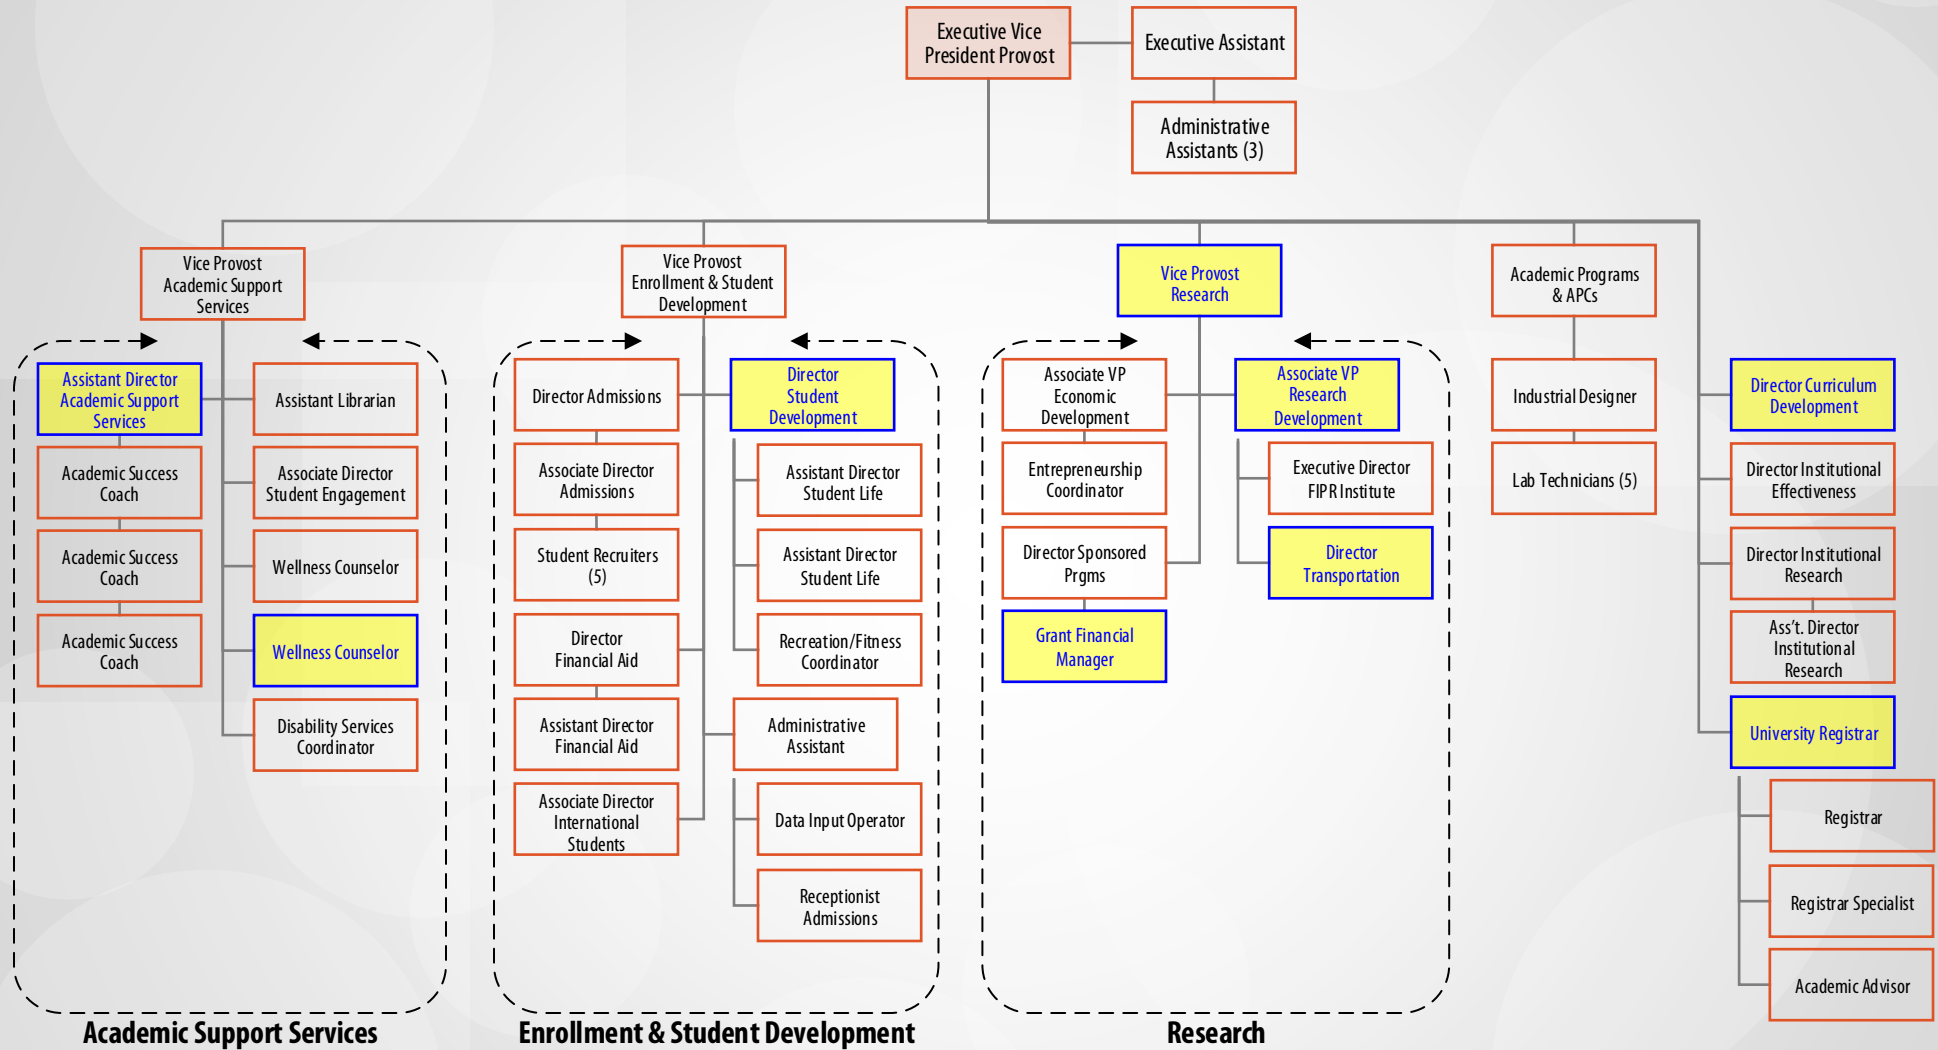 Executive Vice
President Provost
Executive Assistant
Administrative
Assistants (3)
Vice Provost
Academic Support
Services
Assistant Director
Academic Support
Services
Academic Success
Coach
Academic Success
Coach
Academic Success
Coach
Assistant Librarian
Associate Director
Student Engagement
Wellness Counselor
Wellness Counselor
Disability Services
Coordinator
Academic Support Services
Vice Provost
Enrollment & Student
Development
Director Admissions
Associate Director
Admissions
Student Recruiters
(5)
Director
Financial Aid
Assistant Director
Financial Aid
Associate Director
International
Students
Director
Student
Development
Assistant Director
Student Life
Assistant Director
Student Life
Recreation/Fitness
Coordinator
Administrative
Assistant
Data Input Operator
Receptionist
Admissions
Enrollment & Student Development
Vice Provost
Research
Associate VP
Economic
Development
Entrepreneurship
Coordinator
Director Sponsored
Prgms
Grant Financial
Manager
Associate VP
Research
Development
Executive Director
FIPR Institute
Director
Transportation
Research
Academic Programs
& APCs
Industrial Designer
Lab Technicians (5)
Director Curriculum
Development
Director Institutional
Effectiveness
Director Institutional
Research
Ass't. Director
Institutional
Research
University Registrar
Registrar
Registrar Specialist
Academic Advisor